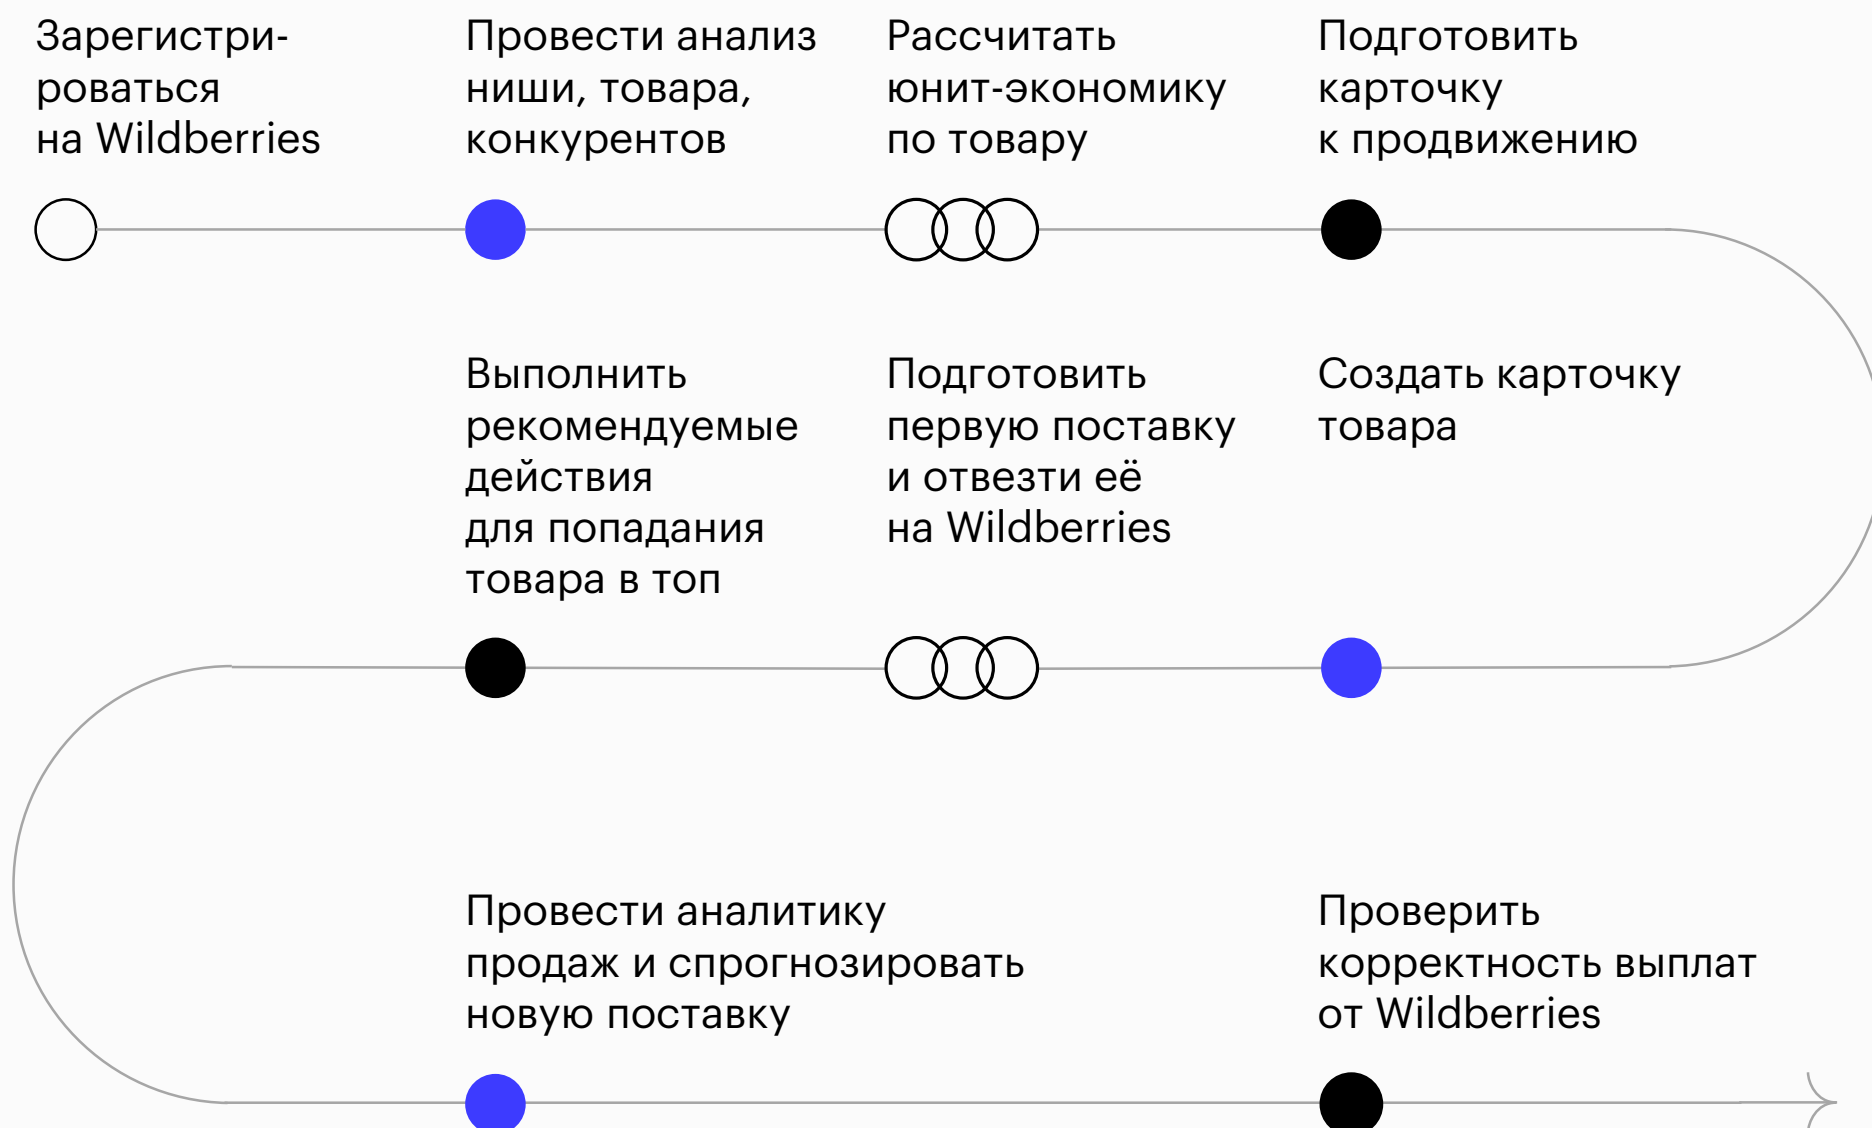 Зарегистри-
роваться
на Wildberries
Провести анализ
ниши, товара,
конкурентов
Рассчитать
юнит-экономику
по товару
Подготовить
карточку
к продвижению
Выполнить
рекомендуемые
действия
для попадания
товара в топ
Подготовить
первую поставку
и отвезти её
на Wildberries
Создать карточку
товара
Провести аналитику
продаж и спрогнозировать
новую поставку
Проверить
корректность выплат
от Wildberries